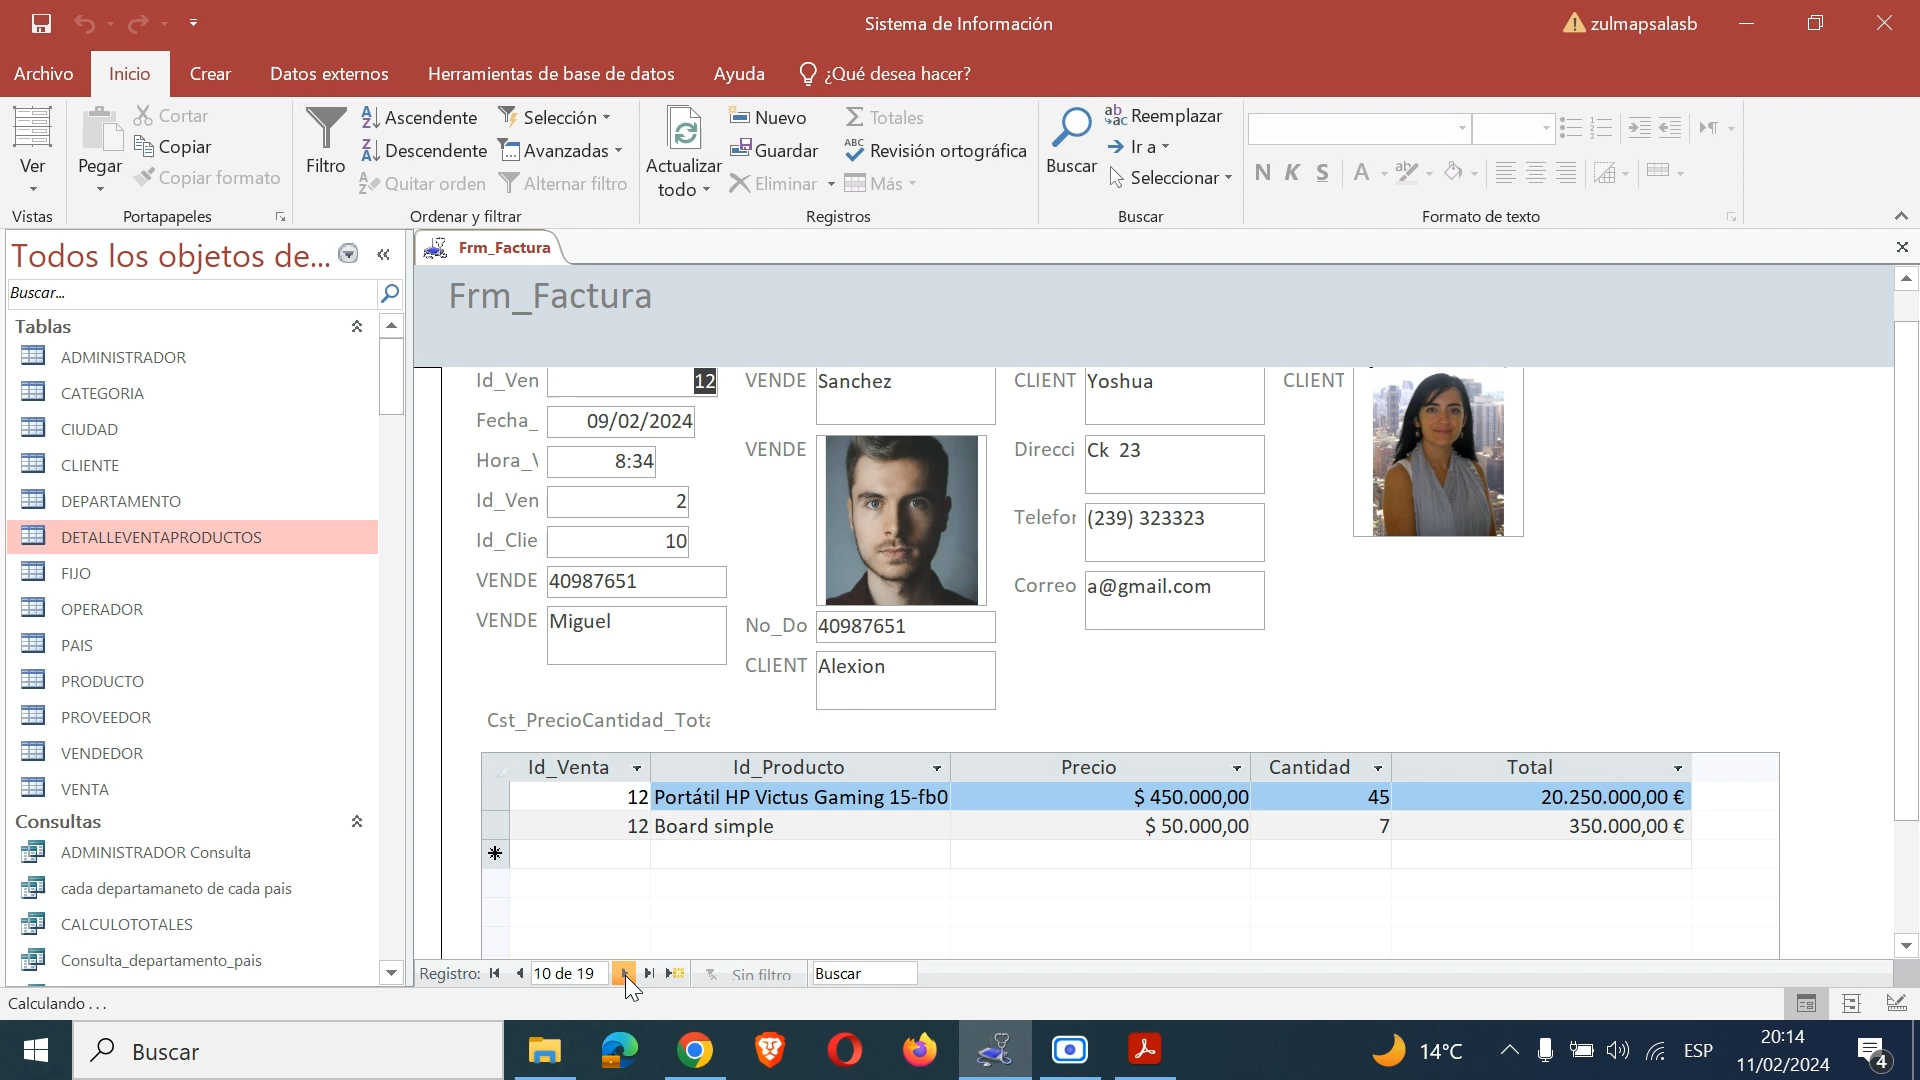 Sistema de Información
zulmapsalasb
Archivo Inicio Crear Datos externos Herramientas de base de datos Ayuda ¿Qué desea hacer?
Ver
Vistas
Pegar
Cortar
Copiar
Copiar formato
Portapapeles
Filtro
Ascendente
Descendente
Quitar orden
Selección
Avanzadas
Alternar filtro
Ordenar y filtrar
Actualizar
todo
Nuevo
Guardar
Eliminar
Totales
Revisión ortográfica
Más
Registros
Buscar
Reemplazar
Ir a
Seleccionar
Buscar
N K S
Formato de texto
Todos los objetos de...
Buscar...
Tablas
ADMINISTRADOR
CATEGORIA
CIUDAD
CLIENTE
DEPARTAMENTO
DETALLEVENTAPRODUCTOS
FIJO
OPERADOR
PAIS
PRODUCTO
PROVEEDOR
VENDEDOR
VENTA
Consultas
ADMINISTRADOR Consulta
cada departamaneto de cada pais
CALCULOTOTALES
Consulta_departamento_pais
Frm_Factura
Frm_Factura
Id_Ven 12
Fecha_ 09/02/2024
Hora_V 8:34
Id_Ven 2
Id_Clie 10
VENDE 40987651
VENDE Miguel
VENDE Sanchez
VENDE
No_Do 40987651
CLIENT Alexion
CLIENT Yoshua
Direcci Ck 23
Telefor (239) 323323
Correo a@gmail.com
CLIENT
Cst_PrecioCantidad_Tota
Id_Venta Id_Producto Precio Cantidad Total
12 Portátil HP Victus Gaming 15-fb0 $ 450.000,00 45 20.250.000,00 €
12 Board simple $ 50.000,00 7 350.000,00 €
Registro: 10 de 19 Sin filtro Buscar
Calculando . . .
Buscar
14°C
ESP
20:14
11/02/2024
4